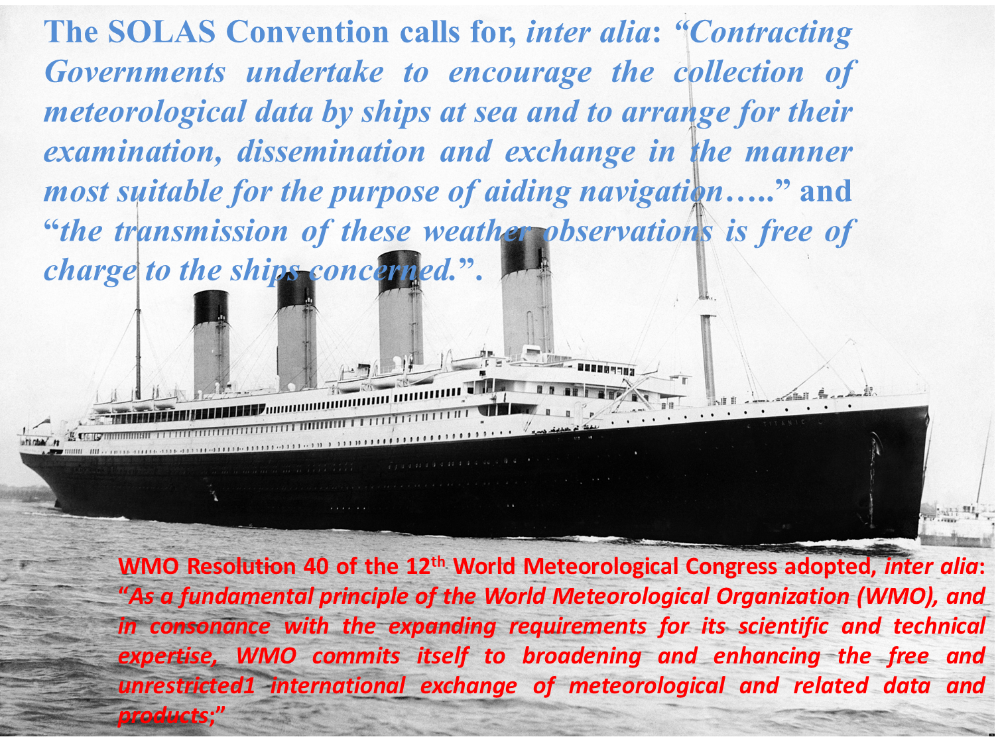 The SOLAS Convention calls for, inter alia: “Contracting
Governments undertake to encourage the collection of
meteorological data by ships at sea and to arrange for their
examination, dissemination and exchange in the manner
most suitable for the purpose of aiding navigation…..” and
“the transmission of these weather observations is free of
charge to the ships concerned.”.
TITANIC
WMO Resolution 40 of the 12th World Meteorological Congress adopted, inter alia:
“As a fundamental principle of the World Meteorological Organization (WMO), and
in consonance with the expanding requirements for its scientific and technical
expertise, WMO commits itself to broadening and enhancing the free and
unrestricted1 international exchange of meteorological and related data and
products;”